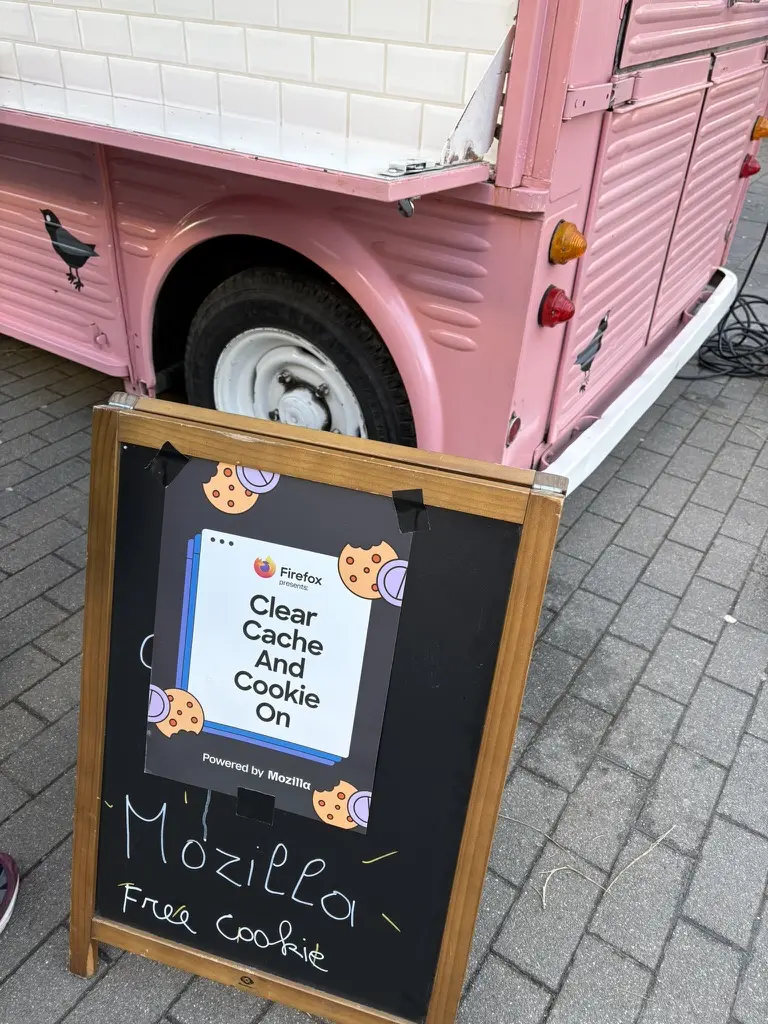 Firefox
presents:
Clear
Cache
And
Cookie
On
Powered by Mozilla
Mozilla
Free Cookie